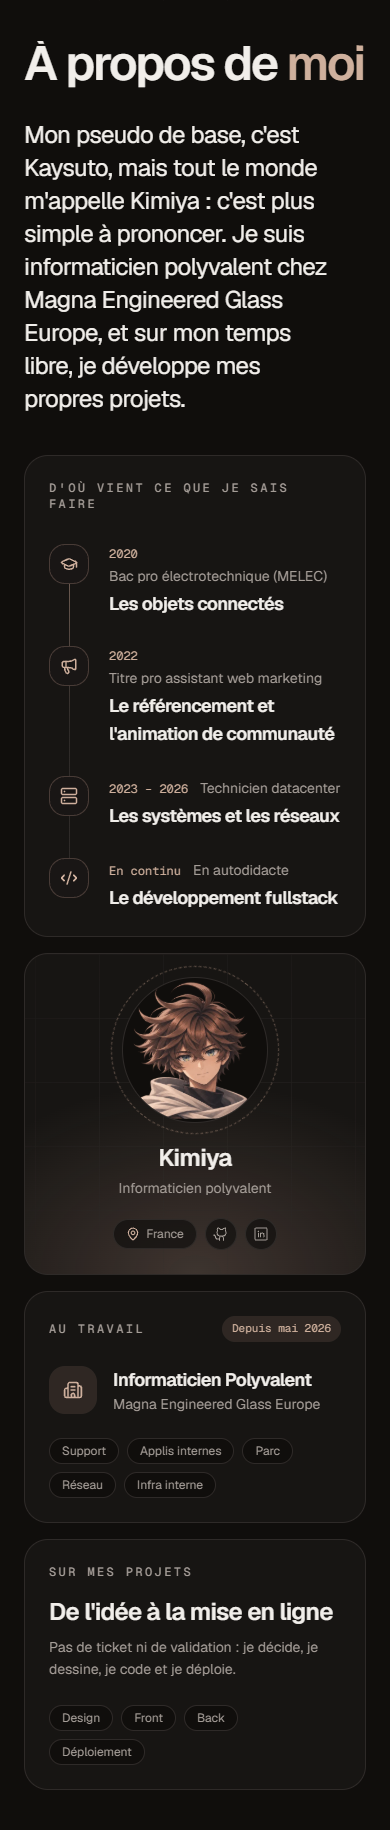 À propos de moi
Mon pseudo de base, c'est
Kaysuto, mais tout le monde
m'appelle Kimiya : c'est plus
simple à prononcer. Je suis
informaticien polyvalent chez
Magna Engineered Glass
Europe, et sur mon temps
libre, je développe mes
propres projets.
D'OÙ VIENT CE QUE JE SAIS
FAIRE
2020
Bac pro électrotechnique (MELEC)
Les objets connectés
2022
Titre pro assistant web marketing
Le référencement et
l'animation de communauté
2023 – 2026 Technicien datacenter
Les systèmes et les réseaux
En continu En autodidacte
Le développement fullstack
Kimiya
Informaticien polyvalent
France
AU TRAVAIL
Depuis mai 2026
Informaticien Polyvalent
Magna Engineered Glass Europe
Support Applis internes Parc
Réseau Infra interne
SUR MES PROJETS
De l'idée à la mise en ligne
Pas de ticket ni de validation : je décide, je
dessine, je code et je déploie.
Design Front Back
Déploiement